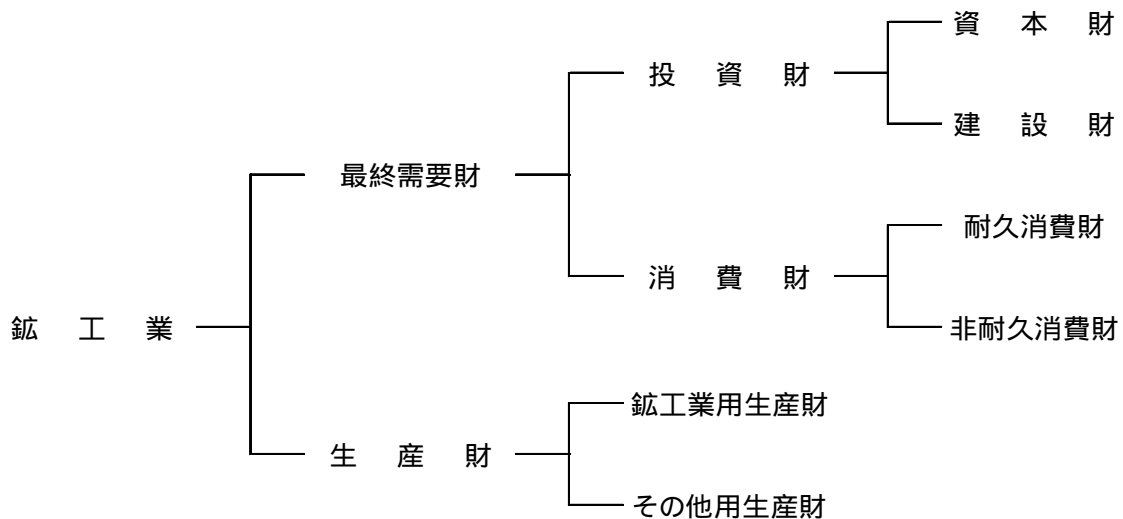 資本財
投資財
建設財
最終需要財
耐久消費財
消費財
鉱工業
非耐久消費財
鉱工業用生産財
生産財
その他用生産財